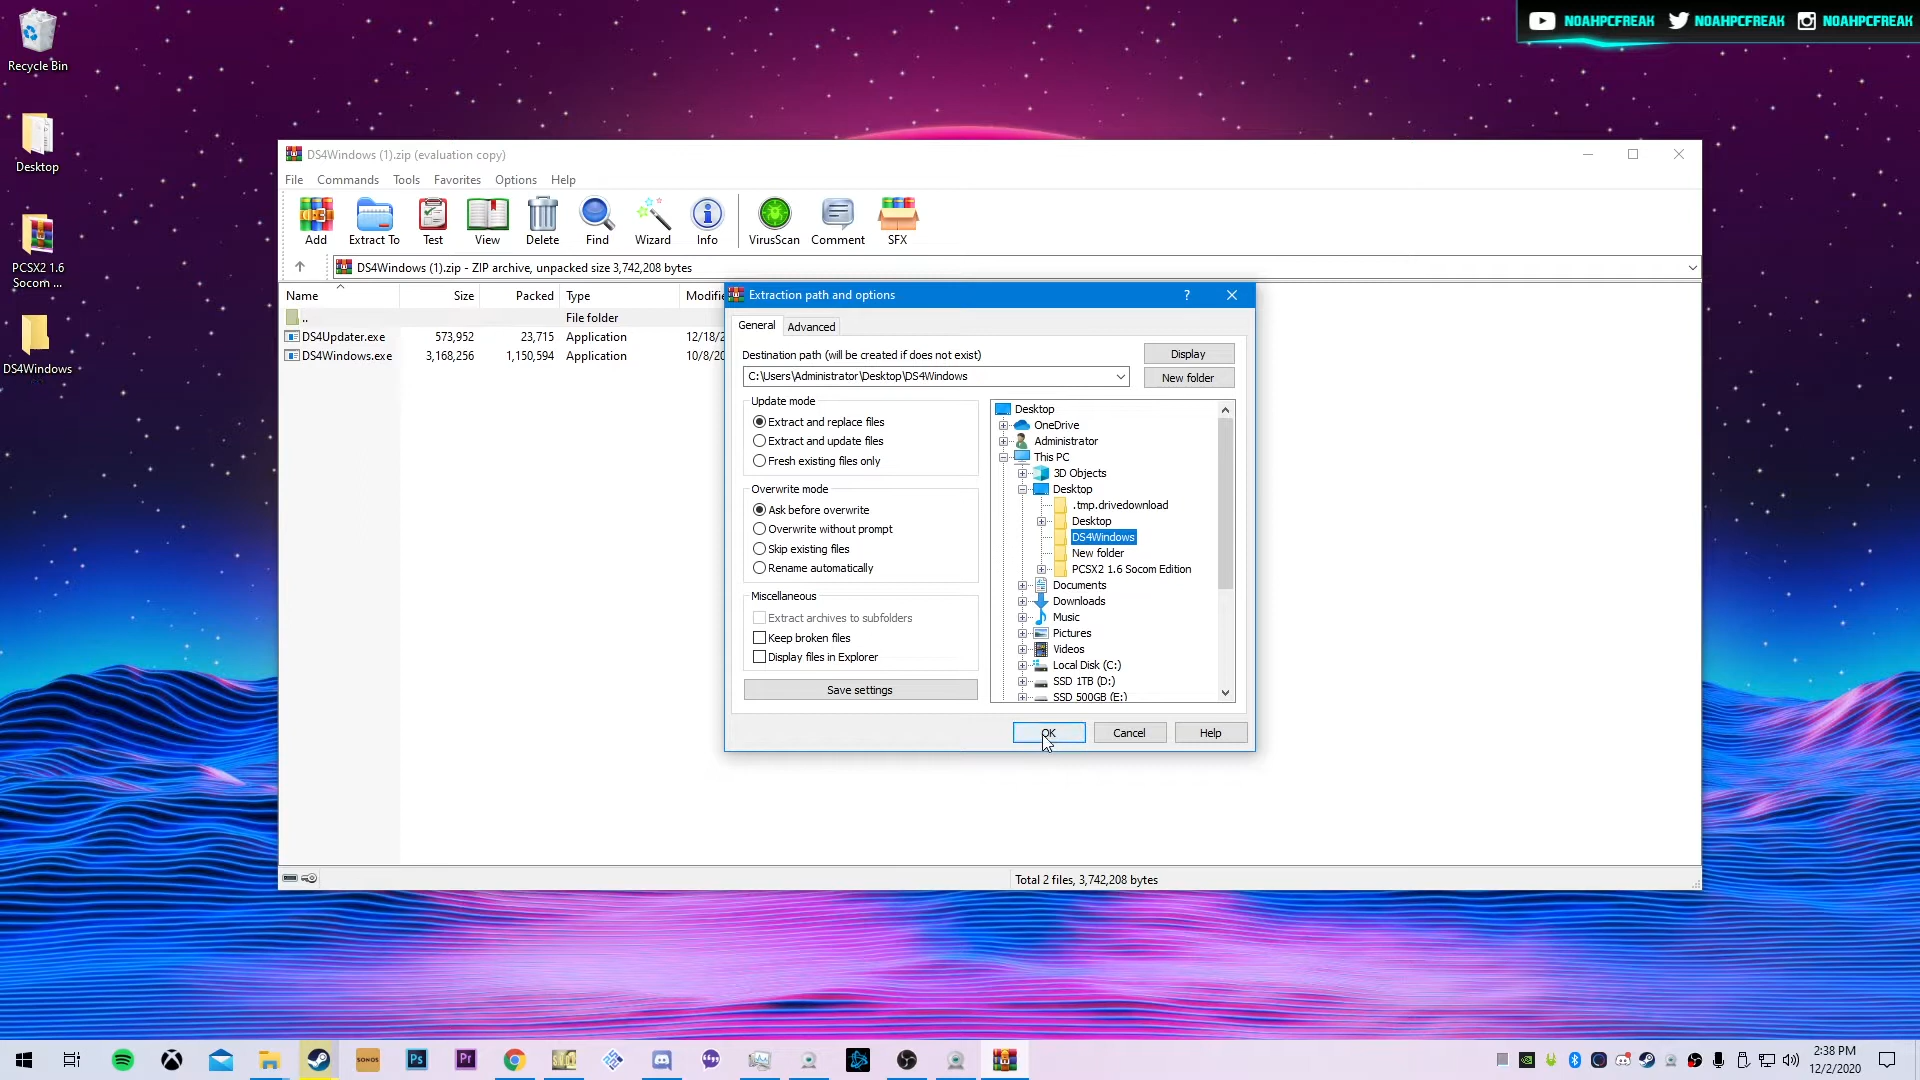 NOAHPCFREAK NOAHPCFREAK NOAHPCFREAK
Recycle Bin
Desktop
PCSX2 1.6
Socom ...
DS4Windows
DS4Windows (1).zip (evaluation copy)
File Commands Tools Favorites Options Help
Add Extract To Test View Delete Find Wizard Info VirusScan Comment SFX
DS4Windows (1).zip - ZIP archive, unpacked size 3,742,208 bytes
Name Size Packed Type Modifie
.. File folder
DS4Updater.exe 573,952 23,715 Application 12/18/2
DS4Windows.exe 3,168,256 1,150,594 Application 10/8/20
Extraction path and options ?
General Advanced
Destination path (will be created if does not exist)
Display
C:\Users\Administrator\Desktop\DS4Windows
New folder
Update mode
Extract and replace files
Extract and update files
Fresh existing files only
Overwrite mode
Ask before overwrite
Overwrite without prompt
Skip existing files
Rename automatically
Miscellaneous
Extract archives to subfolders
Keep broken files
Display files in Explorer
Save settings
Desktop
OneDrive
Administrator
This PC
3D Objects
Desktop
.tmp.drivedownload
Desktop
DS4Windows
New folder
PCSX2 1.6 Socom Edition
Documents
Downloads
Music
Pictures
Videos
Local Disk (C:)
SSD 1TB (D:)
SSD 500GB (E:)
OK Cancel Help
Total 2 files, 3,742,208 bytes
SONOS Ps Pr
2:38 PM
12/2/2020